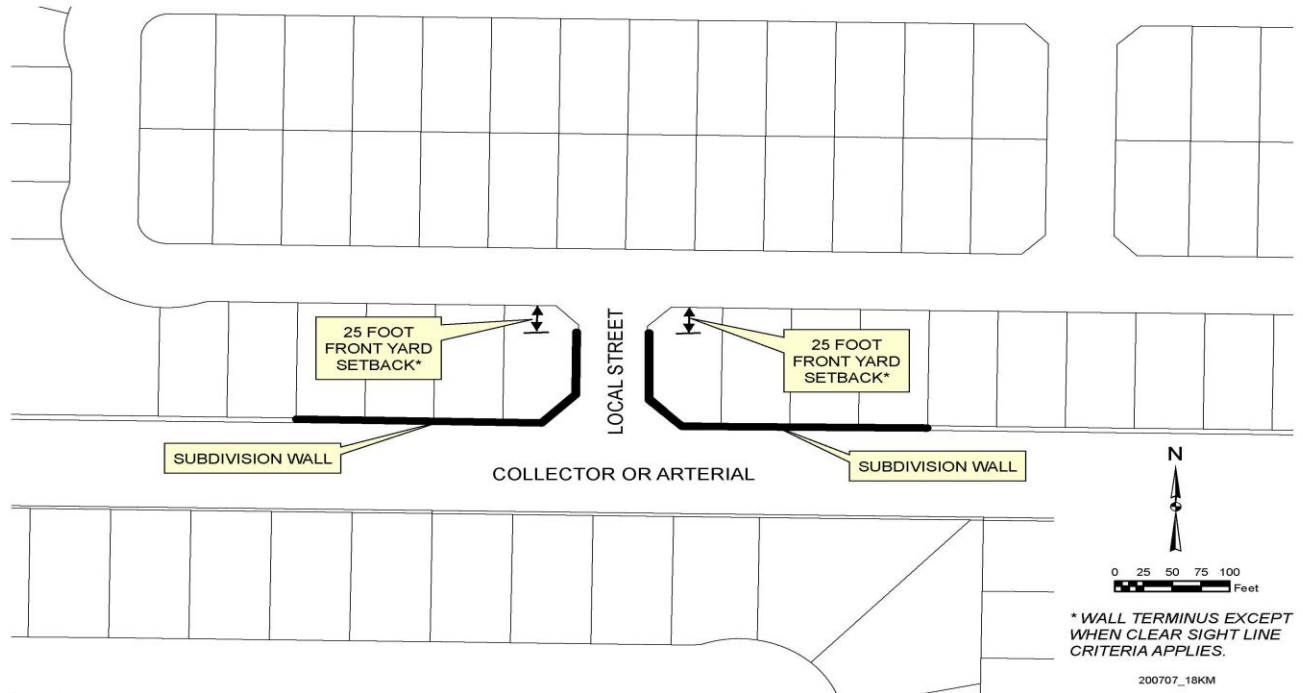 25 FOOT
FRONT YARD
SETBACK*
LOCAL STREET
25 FOOT
FRONT YARD
SETBACK*
SUBDIVISION WALL
COLLECTOR OR ARTERIAL
SUBDIVISION WALL
N
0 25 50 75 100
Feet
* WALL TERMINUS EXCEPT
WHEN CLEAR SIGHT LINE
CRITERIA APPLIES.
200707_18KM